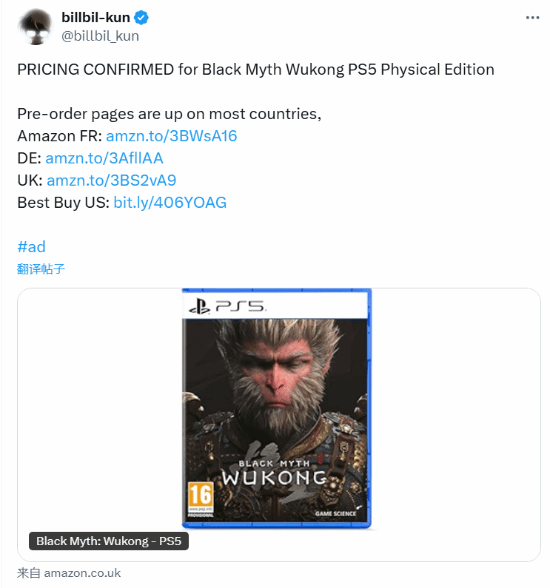 billbil-kun
@billbil_kun
PRICING CONFIRMED for Black Myth Wukong PS5 Physical Edition
Pre-order pages are up on most countries,
Amazon FR: amzn.to/3BWsA16
DE: amzn.to/3AfllAA
UK: amzn.to/3BS2vA9
Best Buy US: bit.ly/406YOAG
#ad
翻译帖子
PS5
BLACK MYTH
WUKONG
16
GAME SCIENCE
Black Myth: Wukong - PS5
来自 amazon.co.uk